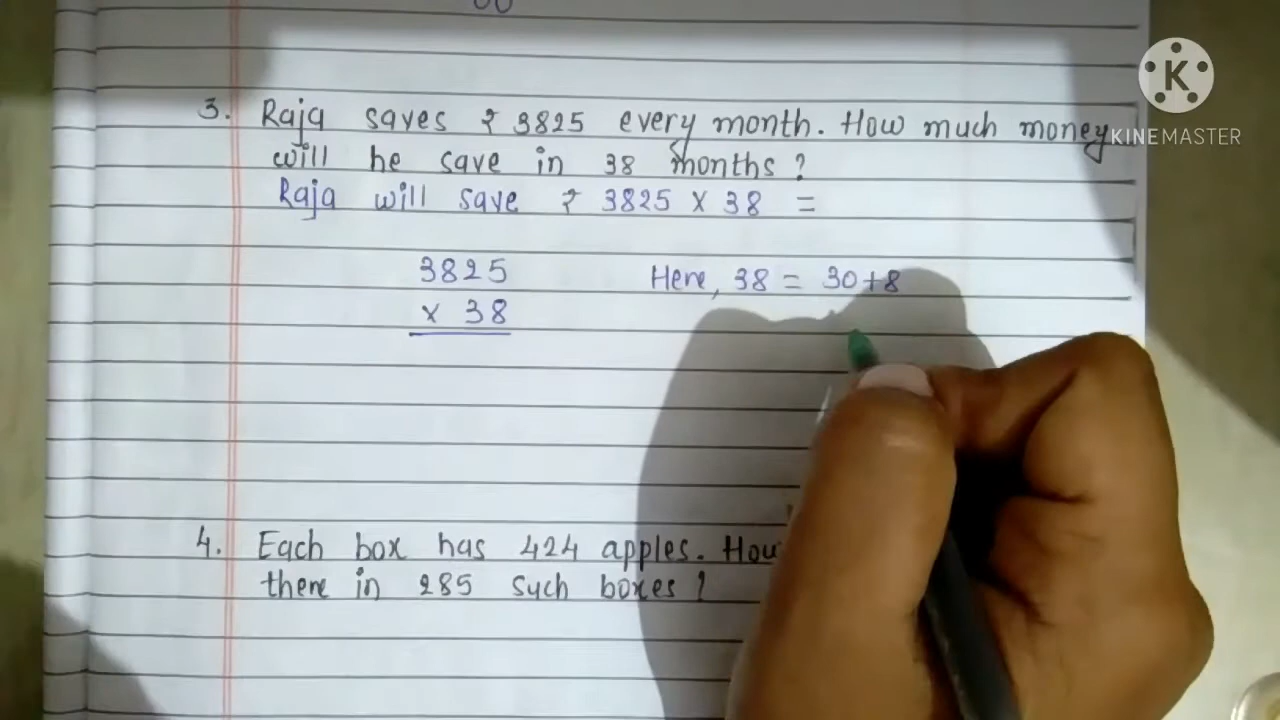 3. Raja saves ₹ 3825 every month. How much money
will he save in 38 months?
Raja will save ₹ 3825 x 38 =
3825
x 38
Here, 38 = 30+8
4. Each box has 424 apples. How
there in 285 such boxes?
K
KINEMASTER